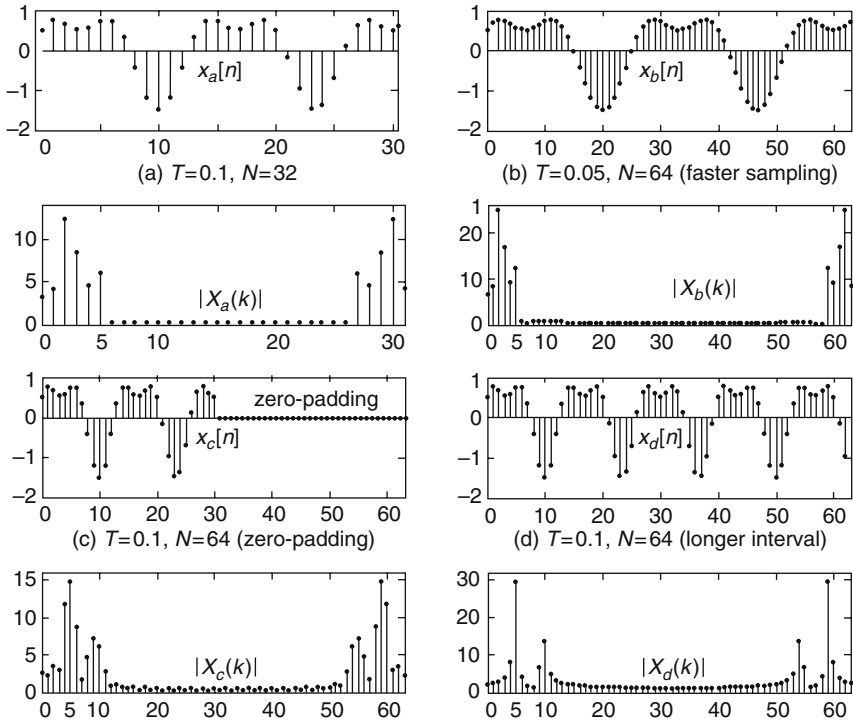 1
0
−1
−2
x_a[n]
0 10 20 30
(a) T=0.1, N=32
1
0
−1
−2
x_b[n]
0 10 20 30 40 50 60
(b) T=0.05, N=64 (faster sampling)
10
5
0
|X_a(k)|
0 5 10 20 30
1
20
10
0
|X_b(k)|
0 5 10 20 30 40 50 60
1
0
−1
−2
zero-padding
x_c[n]
0 10 20 30 40 50 60
(c) T=0.1, N=64 (zero-padding)
1
0
−1
−2
x_d[n]
0 10 20 30 40 50 60
(d) T=0.1, N=64 (longer interval)
15
10
5
0
|X_c(k)|
0 5 10 20 30 40 50 60
30
20
10
0
|X_d(k)|
0 5 10 20 30 40 50 60